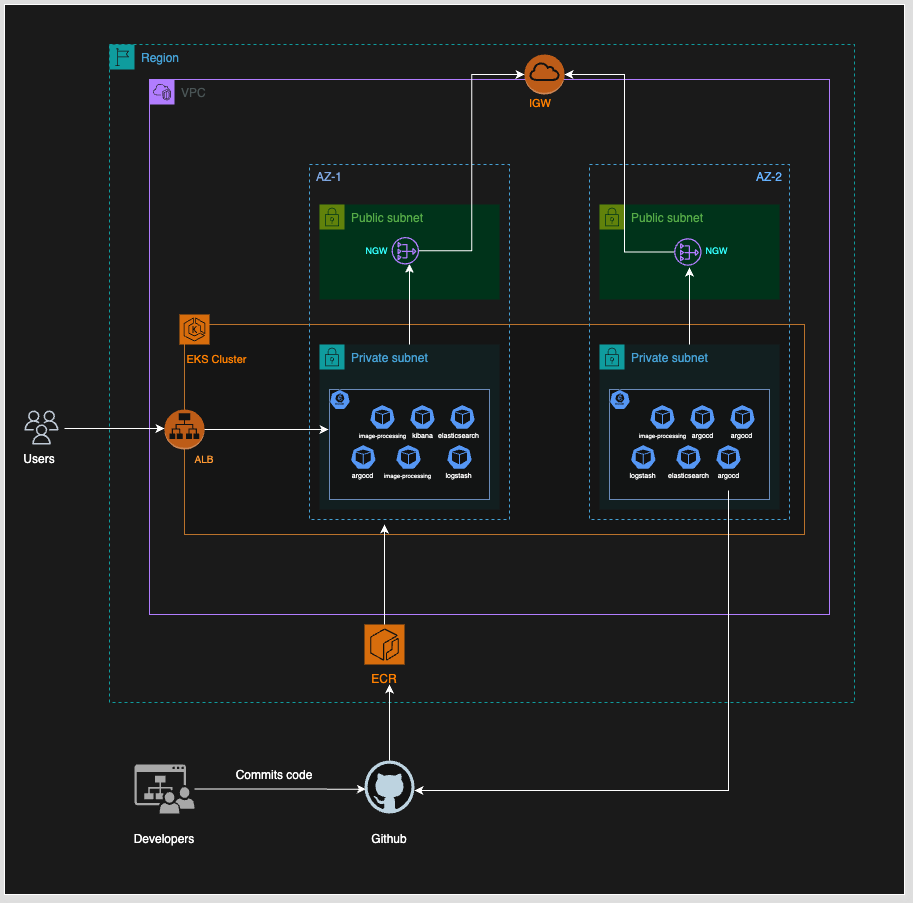 Region
VPC
IGW
AZ-1
AZ-2
Public subnet
Public subnet
NGW
NGW
EKS Cluster
Private subnet
Private subnet
image-processing
kibana
elasticsearch
image-processing
argocd
argocd
argocd
image-processing
logstash
logstash
elasticsearch
argocd
Users
ALB
ECR
Commits code
Developers
Github